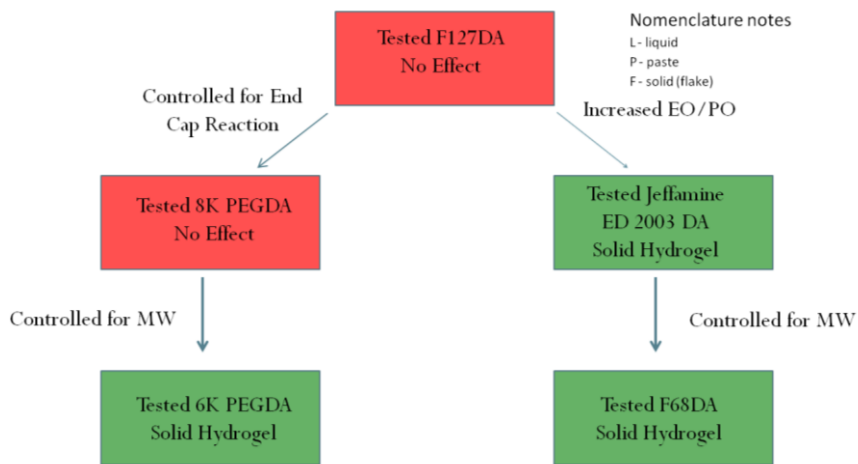 Tested F127DA
No Effect
Nomenclature notes
L - liquid
P - paste
F - solid (flake)
Controlled for End
Cap Reaction
Increased EO/PO
Tested 8K PEGDA
No Effect
Tested Jeffamine
ED 2003 DA
Solid Hydrogel
Controlled for MW
Controlled for MW
Tested 6K PEGDA
Solid Hydrogel
Tested F68DA
Solid Hydrogel